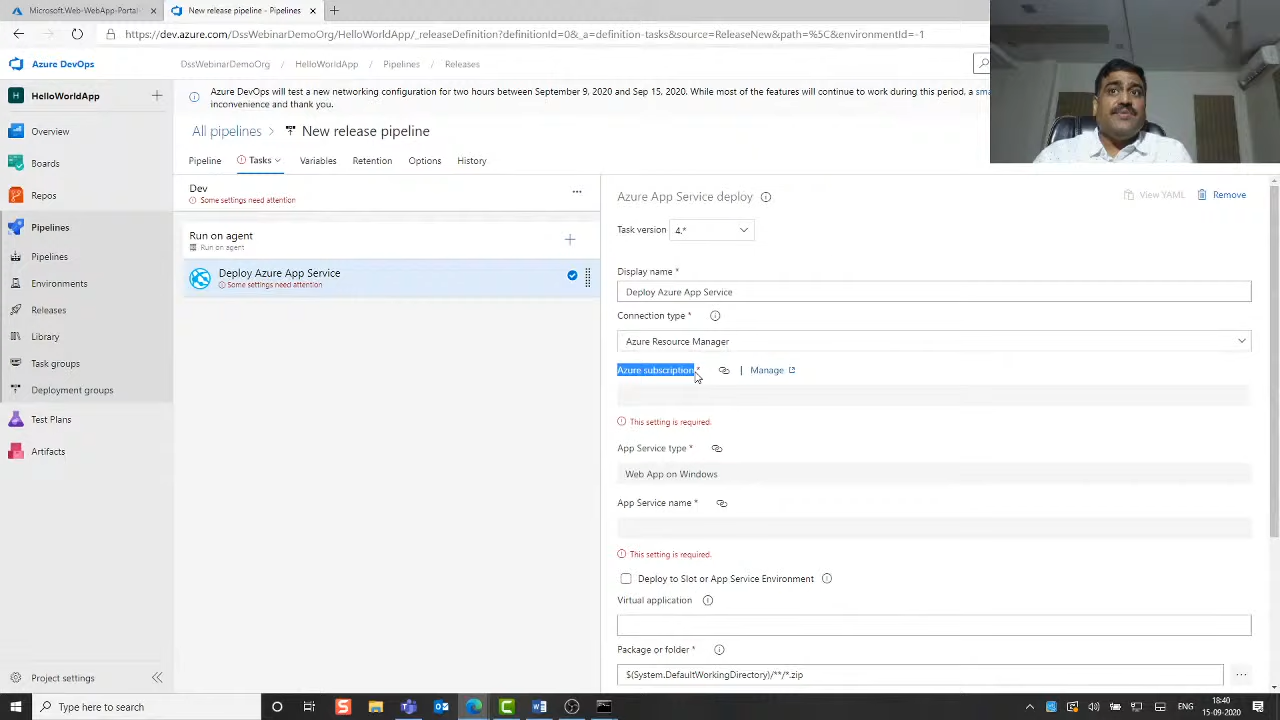 Microsoft.Web-WebApp-Portal
New release pipeline - Pipelines
https://dev.azure.com/DssWebinarDemoOrg/HelloWorldApp/_releaseDefinition?definitionId=0&_a=definition-tasks&source=ReleaseNew&path=%5C&environmentId=-1
Azure DevOps
DssWebinarDemoOrg / HelloWorldApp / Pipelines / Releases
H HelloWorldApp
Overview
Boards
Repos
Pipelines
Pipelines
Environments
Releases
Library
Task groups
Deployment groups
Test Plans
Artifacts
Project settings
Azure DevOps will test a new networking configuration for two hours between September 9, 2020 and Sep 15, 2020. While most of the features will continue to work during this period, a
inconvenience and thank you.
All pipelines > New release pipeline
Pipeline Tasks Variables Retention Options History
Dev
Some settings need attention
Run on agent
Run on agent
Deploy Azure App Service
Some settings need attention
Azure App Service deploy
View YAML Remove
Task version 4.*
Display name *
Deploy Azure App Service
Connection type *
Azure Resource Manager
Azure subscription * | Manage
This setting is required.
App Service type *
Web App on Windows
App Service name *
This setting is required.
Deploy to Slot or App Service Environment
Virtual application
Package or folder *
$(System.DefaultWorkingDirectory)/**/*.zip
Type here to search
ENG
18:40
15-09-2020